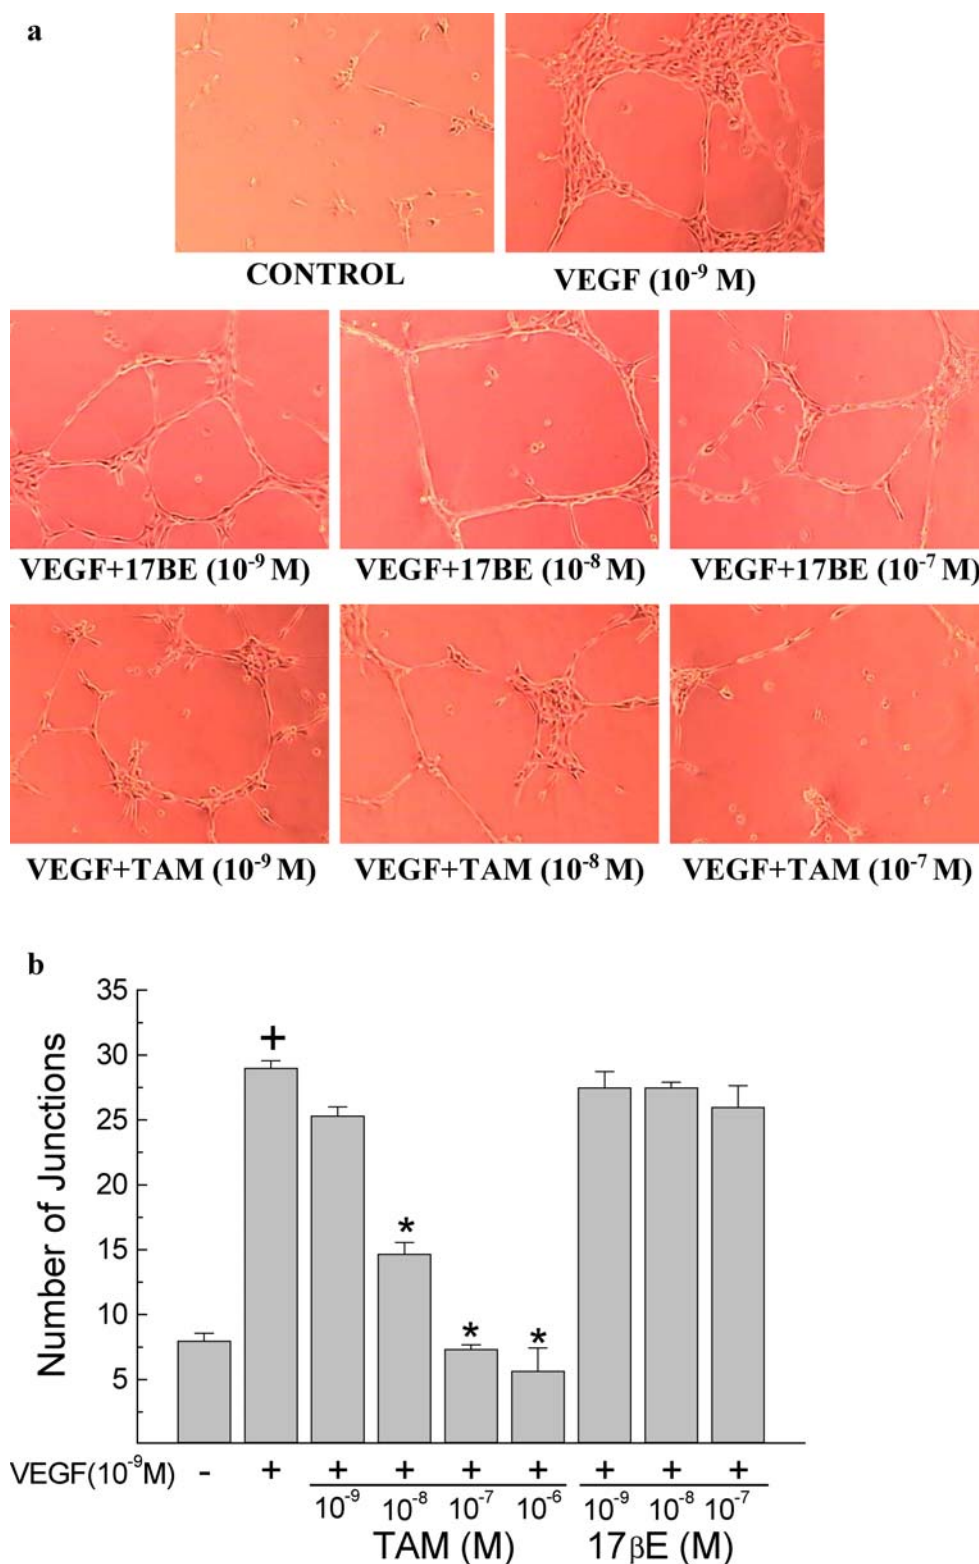 a
CONTROL
VEGF (10⁻⁹ M)
VEGF+17BE (10⁻⁹ M)
VEGF+17BE (10⁻⁸ M)
VEGF+17BE (10⁻⁷ M)
VEGF+TAM (10⁻⁹ M)
VEGF+TAM (10⁻⁸ M)
VEGF+TAM (10⁻⁷ M)
b
Number of Junctions
35
30
25
20
15
10
5
+
*
*
*
VEGF(10⁻⁹M) - + + + + + + + +
10⁻⁹ 10⁻⁸ 10⁻⁷ 10⁻⁶ 10⁻⁹ 10⁻⁸ 10⁻⁷
TAM (M) 17βE (M)